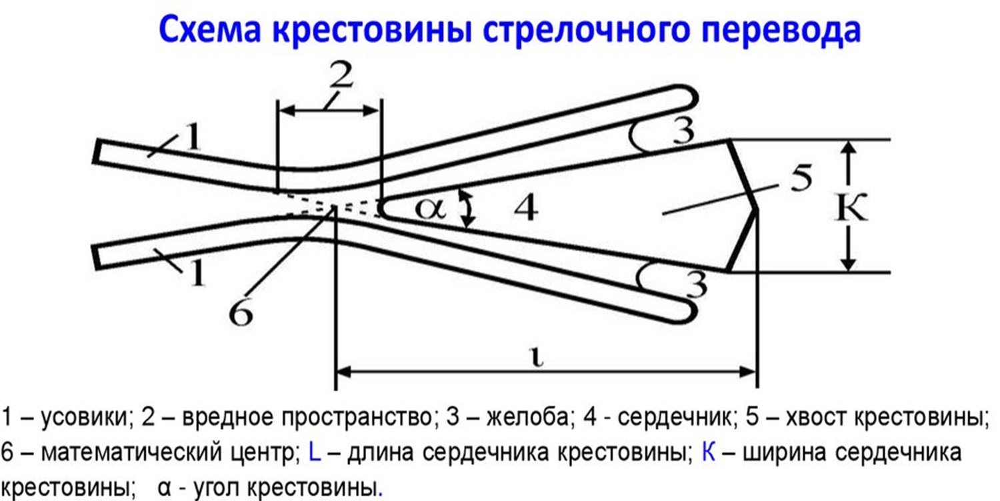 Схема крестовины стрелочного перевода
2
1
3
5
α
4
К
1
3
6
ι
1 – усовики; 2 – вредное пространство; 3 – желоба; 4 - сердечник; 5 – хвост крестовины;
6 – математический центр; L – длина сердечника крестовины; К – ширина сердечника
крестовины; α - угол крестовины.